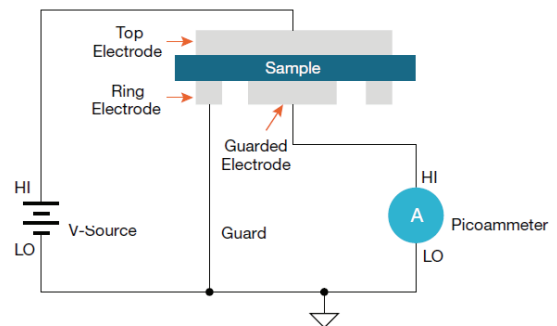 Top
Electrode
Sample
Ring
Electrode
Guarded
Electrode
HI
HI
A
Picoammeter
V-Source
Guard
LO
LO